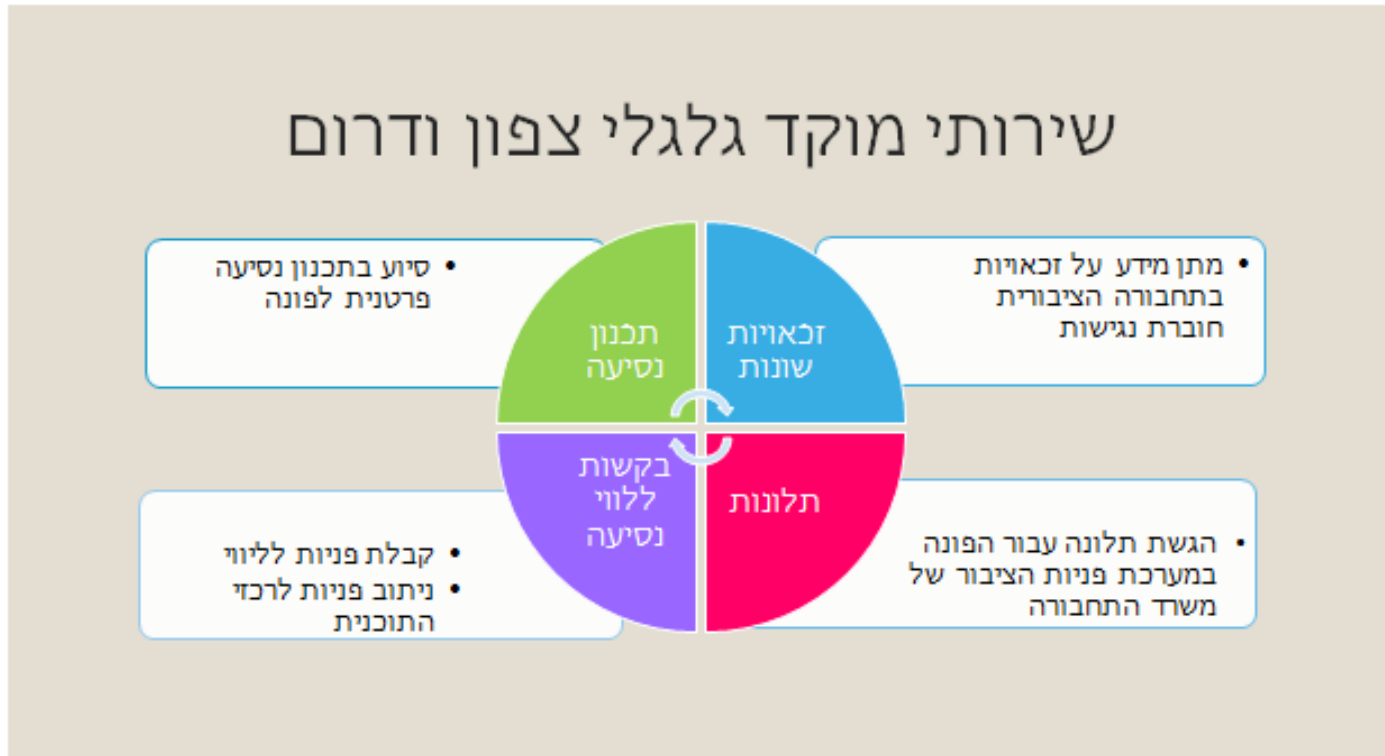 שירותי מוקד גלגלי צפון ודרום
• מתן מידע על זכאויות
בתחבורה הציבורית
חוברת נגישות
זכאויות
שונות
תכנון
נסיעה
• סיוע בתכנון נסיעה
פרטנית לפונה
• הגשת תלונה עבור הפונה
במערכת פניות הציבור של
משרד התחבורה
תלונות
בקשות
ללווי
נסיעה
• קבלת פניות לליווי
• ניתוב פניות לרכזי
התוכנית